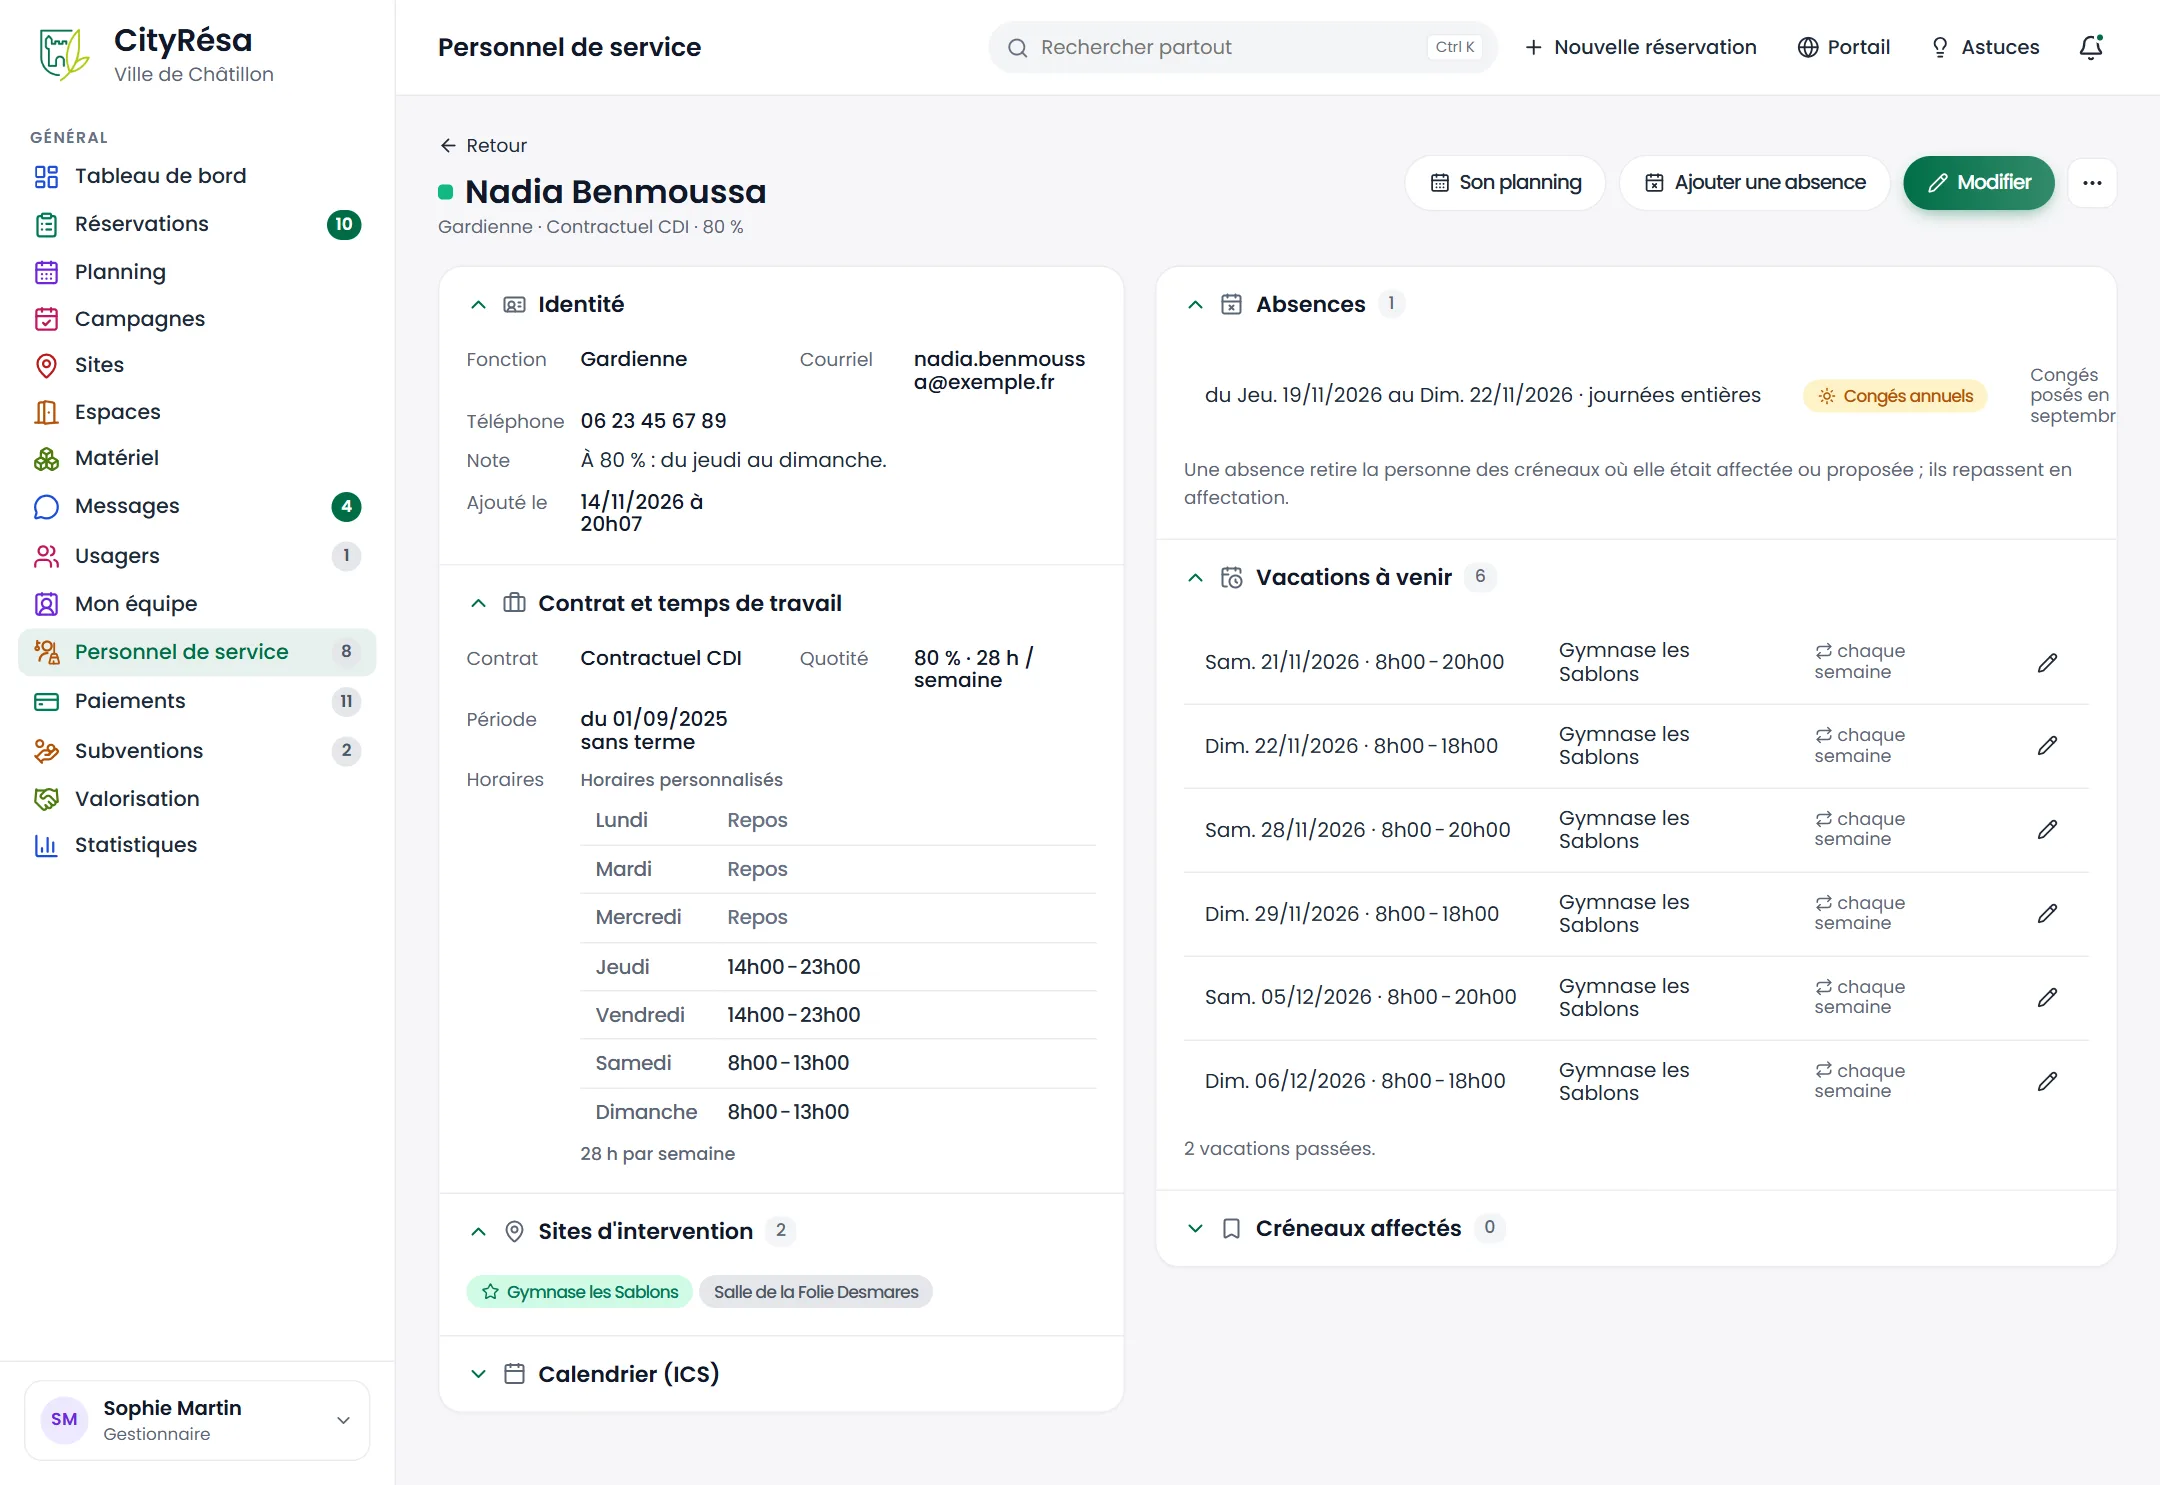 CityRésa
Ville de Châtillon
GÉNÉRAL
Tableau de bord
Réservations 10
Planning
Campagnes
Sites
Espaces
Matériel
Messages 4
Usagers 1
Mon équipe
Personnel de service 8
Paiements 11
Subventions 2
Valorisation
Statistiques
SM Sophie Martin
Gestionnaire
Personnel de service
Rechercher partout Ctrl K
Nouvelle réservation
Portail
Astuces
Retour
Nadia Benmoussa
Gardienne · Contractuel CDI · 80 %
Son planning
Ajouter une absence
Modifier
Identité
Fonction Gardienne Courriel nadia.benmouss
a@exemple.fr
Téléphone 06 23 45 67 89
Note À 80 % : du jeudi au dimanche.
Ajouté le 14/11/2026 à
20h07
Contrat et temps de travail
Contrat Contractuel CDI Quotité 80 % · 28 h /
semaine
Période du 01/09/2025
sans terme
Horaires Horaires personnalisés
Lundi Repos
Mardi Repos
Mercredi Repos
Jeudi 14h00–23h00
Vendredi 14h00–23h00
Samedi 8h00–13h00
Dimanche 8h00–13h00
28 h par semaine
Sites d'intervention 2
Gymnase les Sablons Salle de la Folie Desmares
Calendrier (ICS)
Absences 1
du Jeu. 19/11/2026 au Dim. 22/11/2026 · journées entières Congés annuels Congés
posés en
septembr
Une absence retire la personne des créneaux où elle était affectée ou proposée ; ils repassent en
affectation.
Vacations à venir 6
Sam. 21/11/2026 · 8h00–20h00 Gymnase les
Sablons chaque
semaine
Dim. 22/11/2026 · 8h00–18h00 Gymnase les
Sablons chaque
semaine
Sam. 28/11/2026 · 8h00–20h00 Gymnase les
Sablons chaque
semaine
Dim. 29/11/2026 · 8h00–18h00 Gymnase les
Sablons chaque
semaine
Sam. 05/12/2026 · 8h00–20h00 Gymnase les
Sablons chaque
semaine
Dim. 06/12/2026 · 8h00–18h00 Gymnase les
Sablons chaque
semaine
2 vacations passées.
Créneaux affectés 0